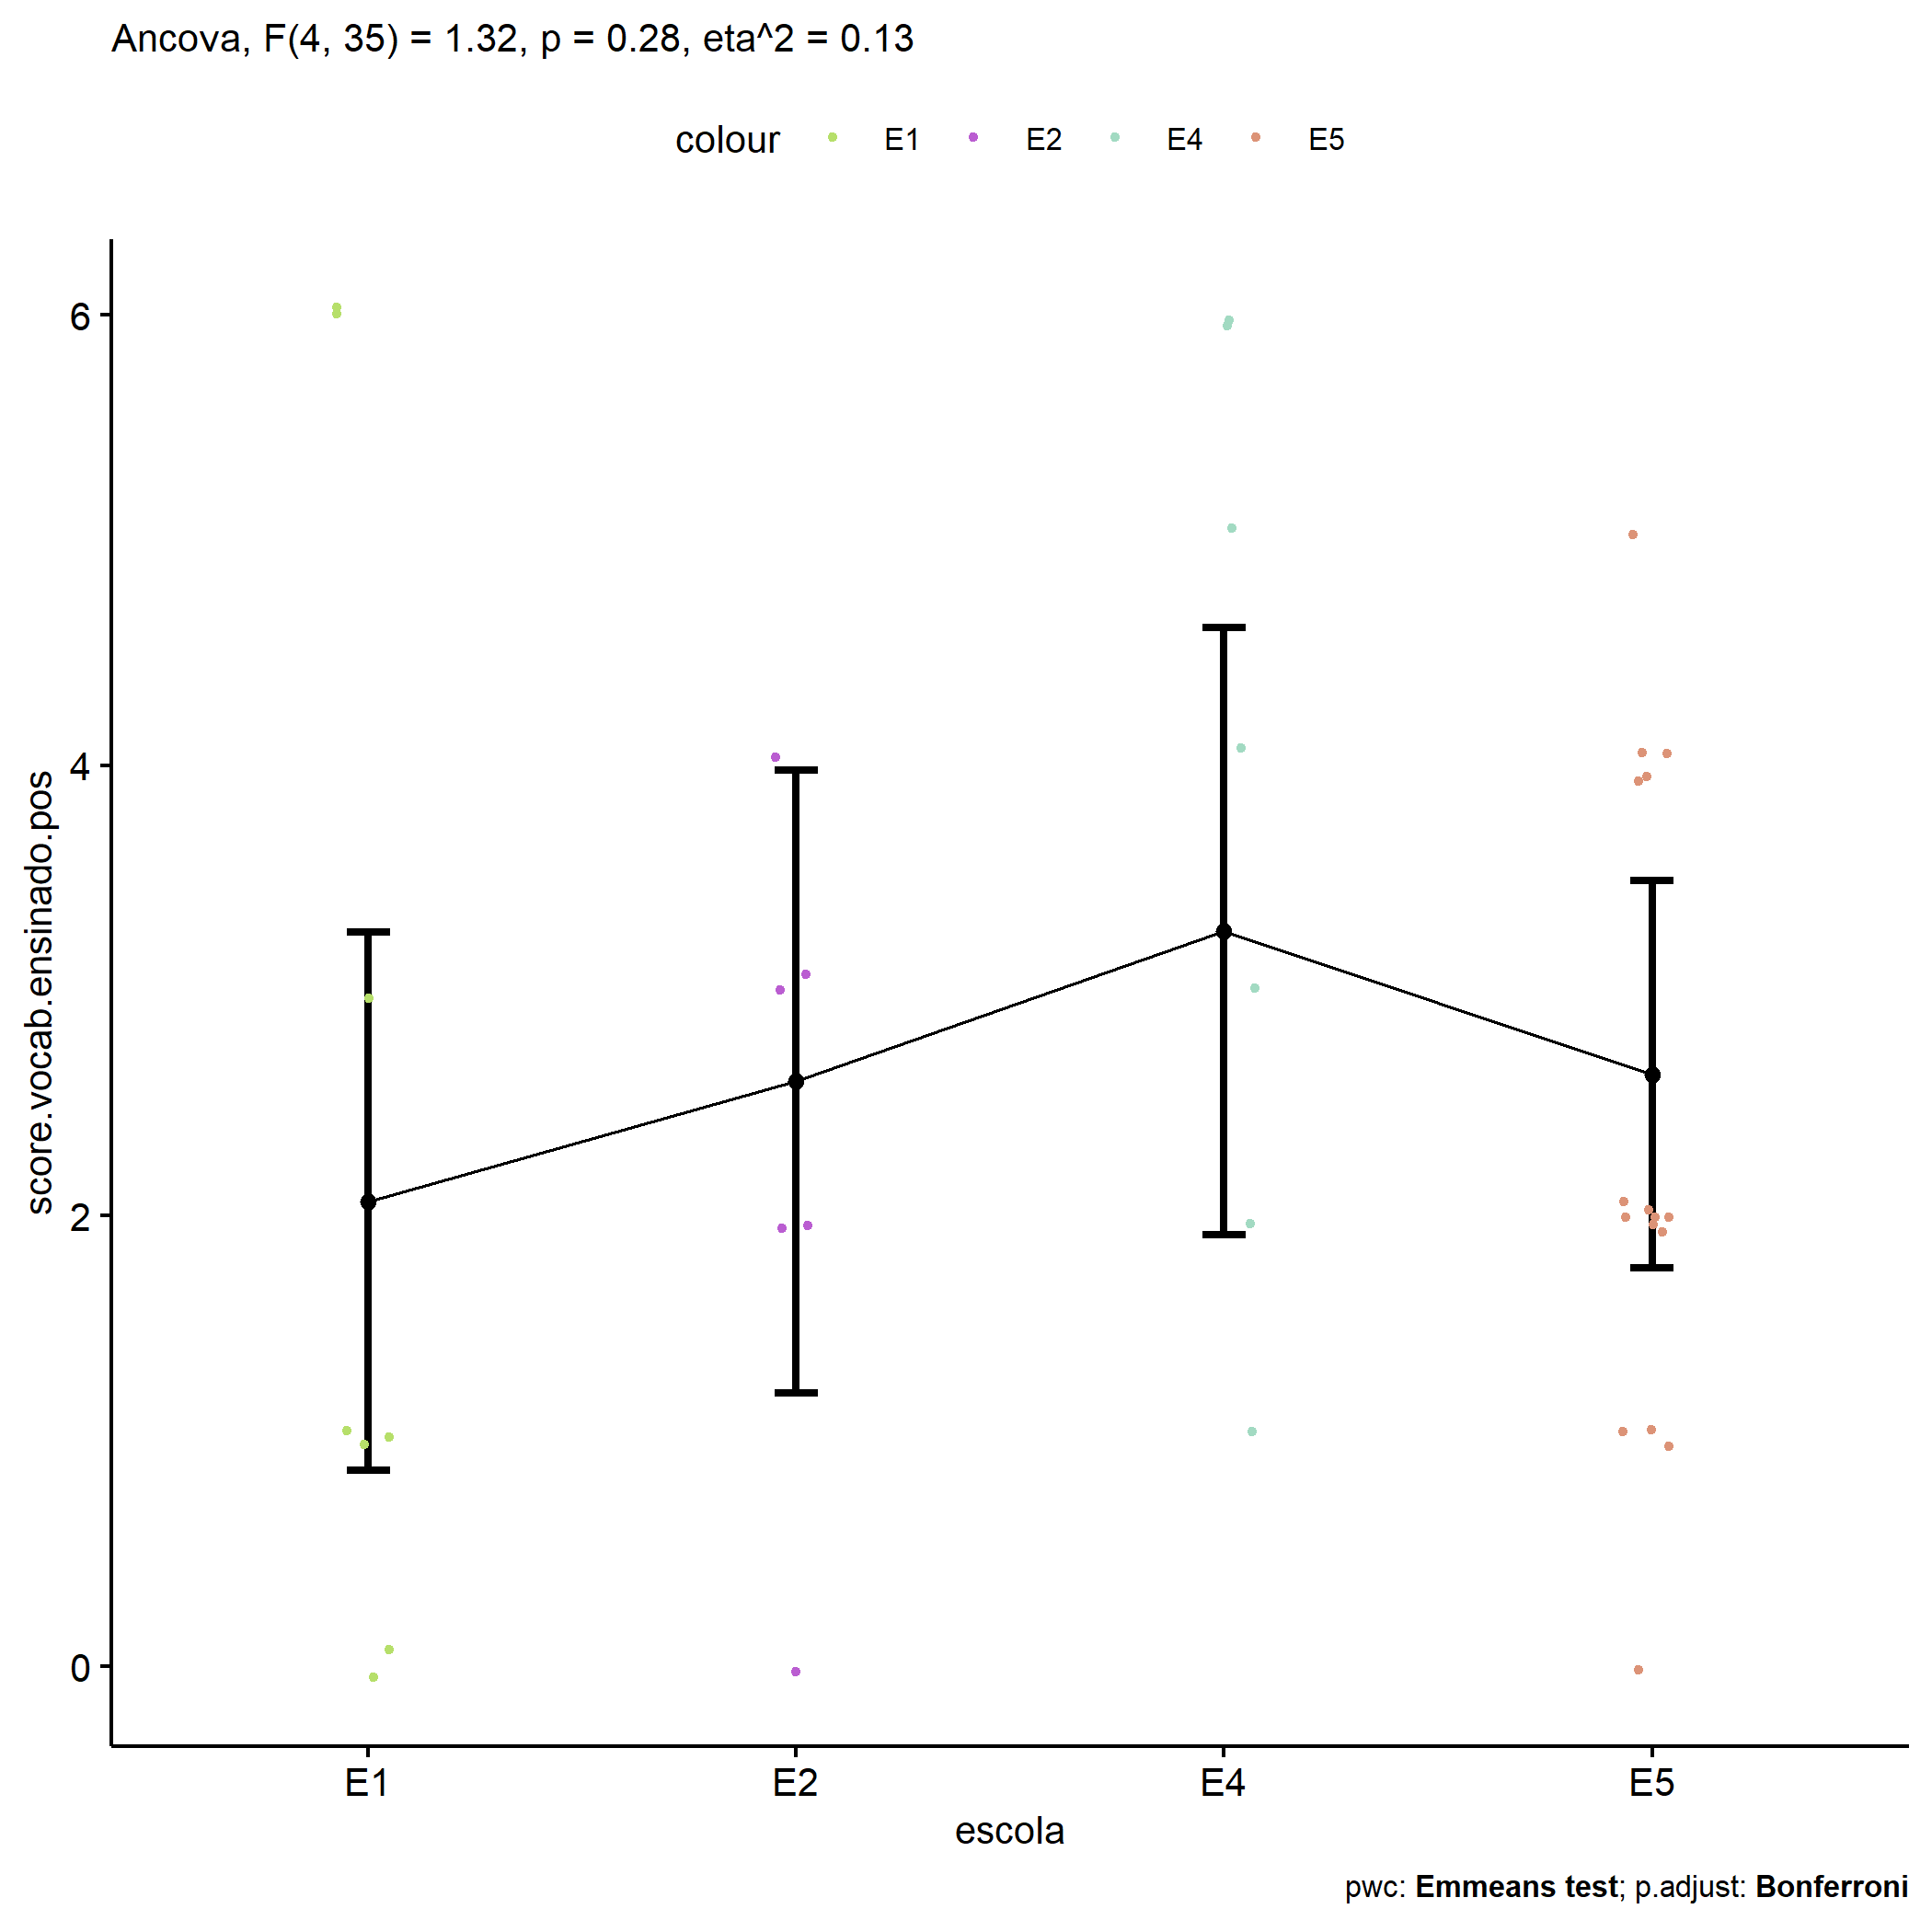 Ancova, F(4, 35) = 1.32, p = 0.28, eta^2 = 0.13
colour E1 E2 E4 E5
6
4
2
0
score.vocab.ensinado.pos
E1 E2 E4 E5
escola
pwc: Emmeans test; p.adjust: Bonferroni